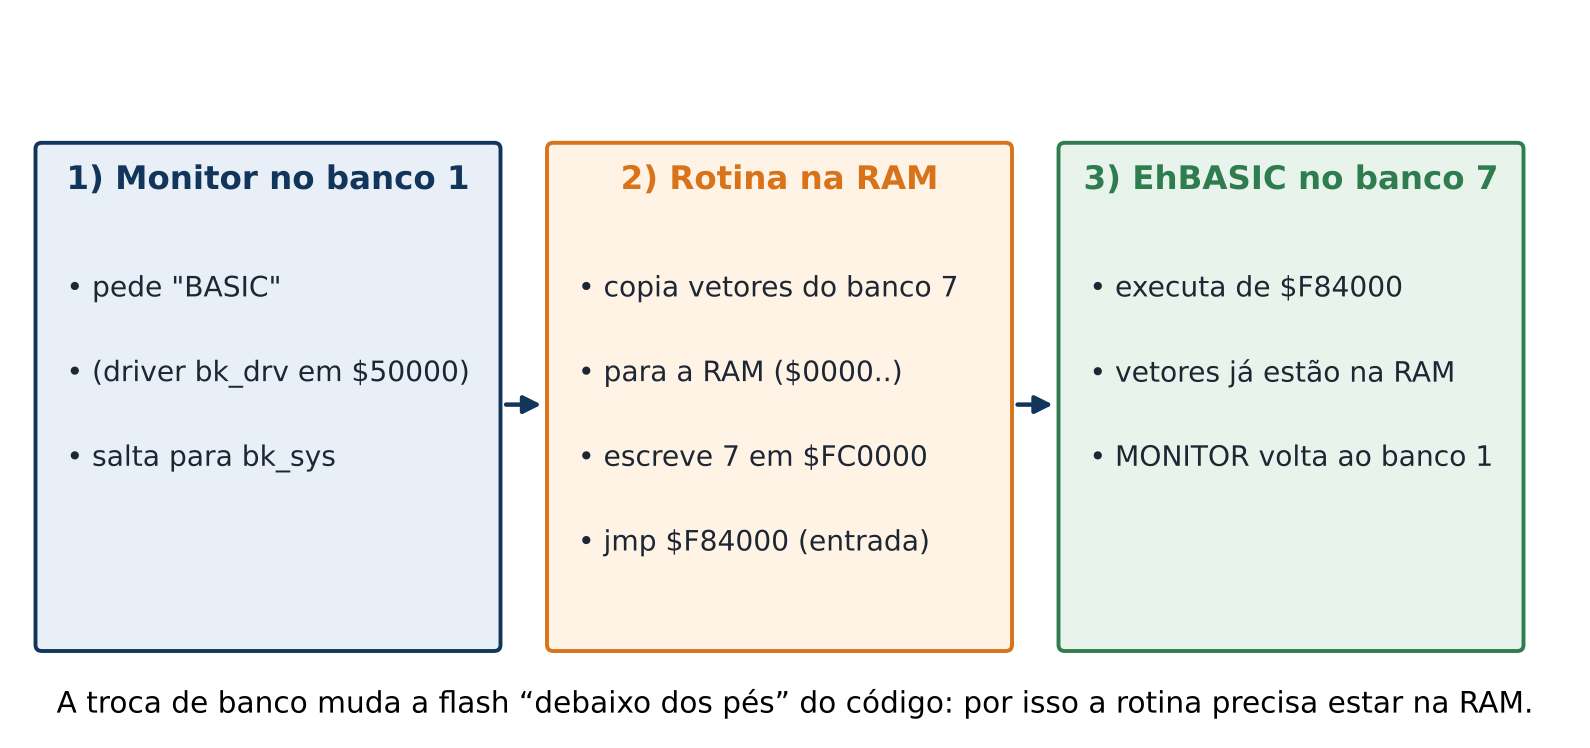 1) Monitor no banco 1
• pede "BASIC"
• (driver bk_drv em $50000)
• salta para bk_sys
2) Rotina na RAM
• copia vetores do banco 7
• para a RAM ($0000..)
• escreve 7 em $FC0000
• jmp $F84000 (entrada)
3) EhBASIC no banco 7
• executa de $F84000
• vetores já estão na RAM
• MONITOR volta ao banco 1
A troca de banco muda a flash “debaixo dos pés” do código: por isso a rotina precisa estar na RAM.